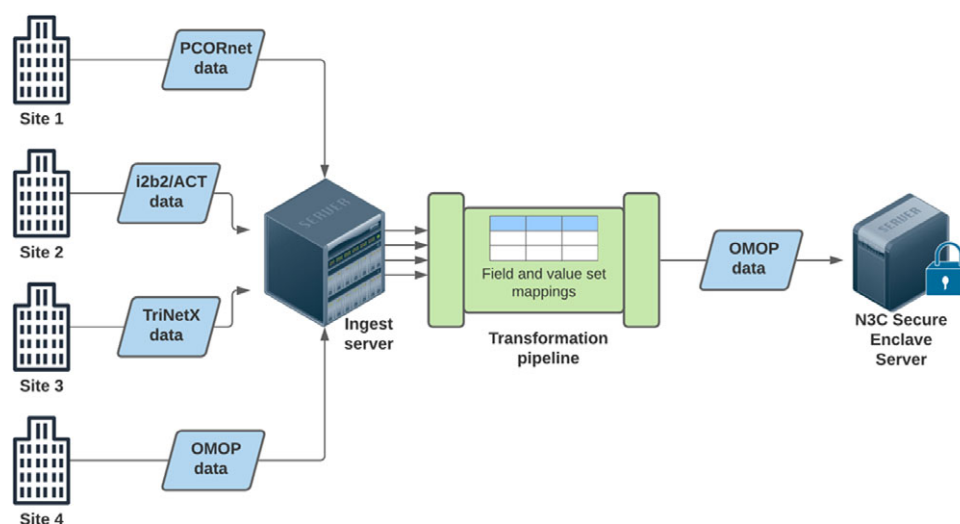 PCORnet
data
Site 1
i2b2/ACT
data
Site 2
TriNetX
data
Site 3
OMOP
data
Site 4
SERVER
Ingest
server
Field and value set
mappings
Transformation
pipeline
OMOP
data
SERVER
N3C Secure
Enclave
Server